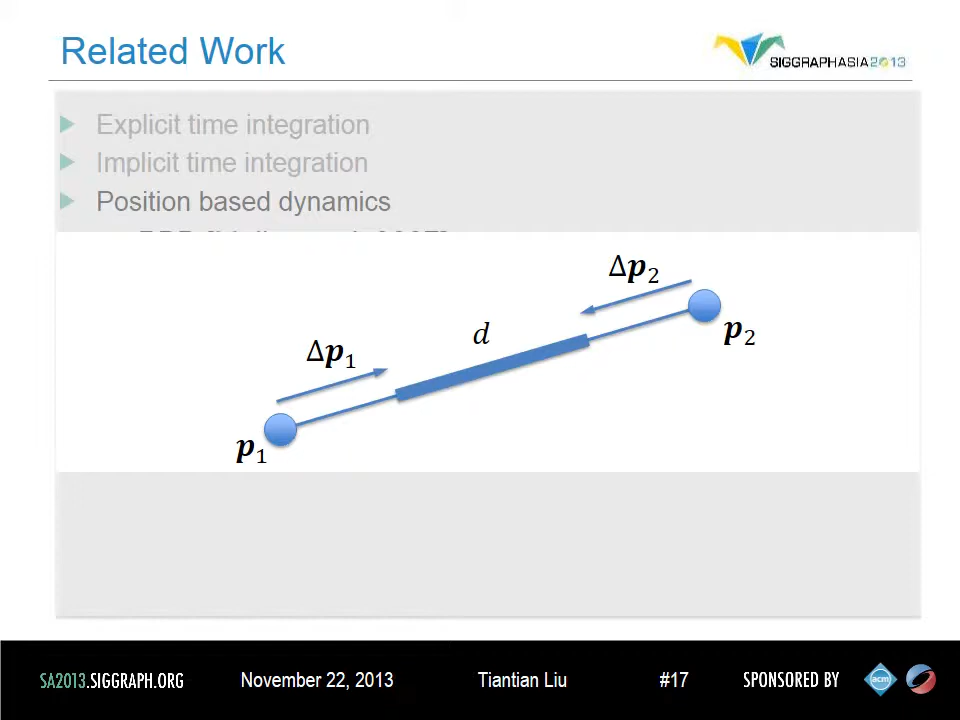 Related Work
SIGGRAPHASIA2013
Explicit time integration
Implicit time integration
Position based dynamics
Δp₂
d
p₂
Δp₁
p₁
SA2013.SIGGRAPH.ORG
November 22, 2013
Tiantian Liu
#17
SPONSORED BY
acm